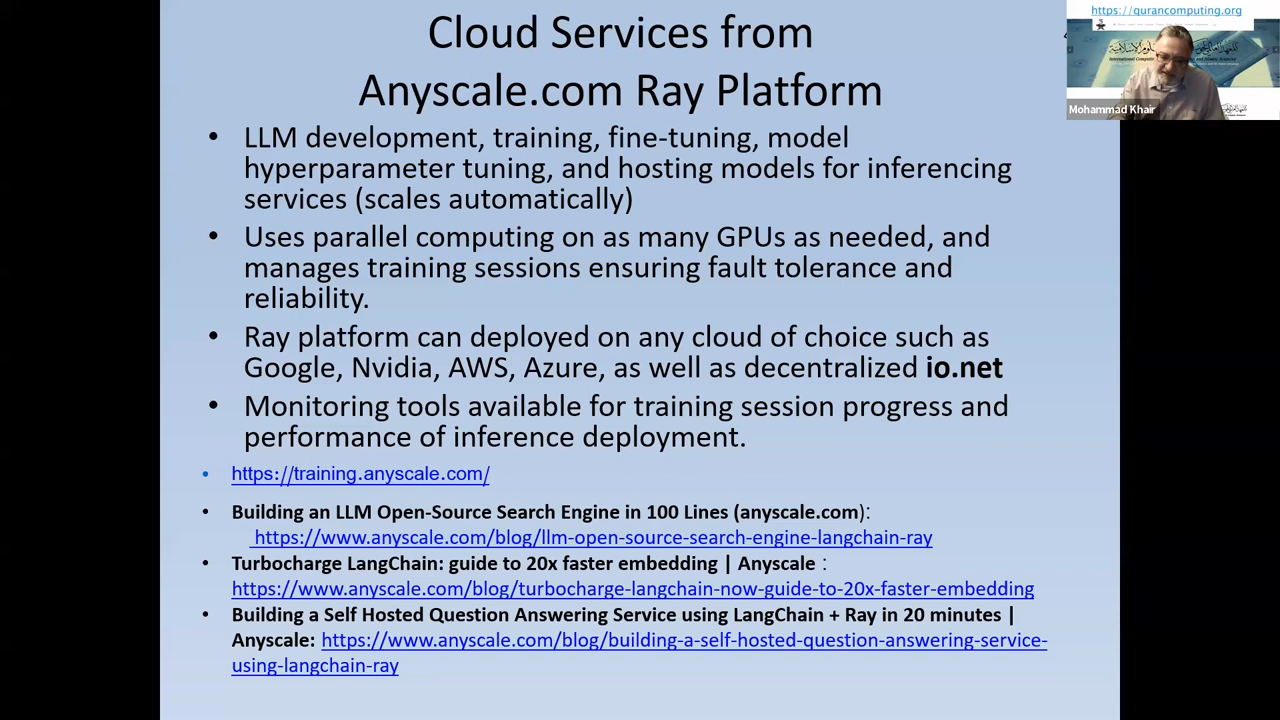 Cloud Services from
Anyscale.com Ray Platform
• LLM development, training, fine-tuning, model
hyperparameter tuning, and hosting models for inferencing
services (scales automatically)
• Uses parallel computing on as many GPUs as needed, and
manages training sessions ensuring fault tolerance and
reliability.
• Ray platform can deployed on any cloud of choice such as
Google, Nvidia, AWS, Azure, as well as decentralized io.net
• Monitoring tools available for training session progress and
performance of inference deployment.
• https://training.anyscale.com/
• Building an LLM Open-Source Search Engine in 100 Lines (anyscale.com):
https://www.anyscale.com/blog/llm-open-source-search-engine-langchain-ray
• Turbocharge LangChain: guide to 20x faster embedding | Anyscale :
https://www.anyscale.com/blog/turbocharge-langchain-now-guide-to-20x-faster-embedding
• Building a Self Hosted Question Answering Service using LangChain + Ray in 20 minutes |
Anyscale: https://www.anyscale.com/blog/building-a-self-hosted-question-answering-service-
using-langchain-ray
https://qurancomputing.org
Mohammad Khair